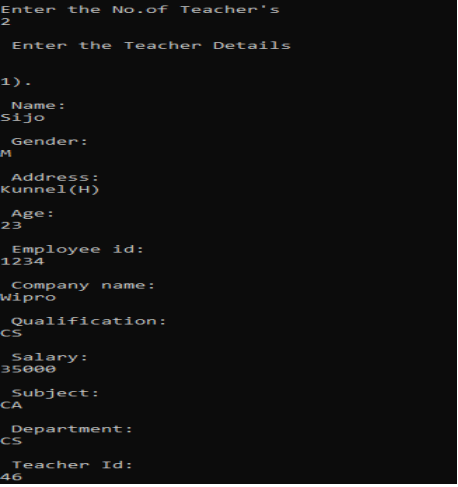 Enter the No.of Teacher's
2
Enter the Teacher Details
1).
Name:
Sijo
Gender:
M
Address:
Kunnel(H)
Age:
23
Employee id:
1234
Company name:
Wipro
Qualification:
CS
Salary:
35000
Subject:
CA
Department:
CS
Teacher Id:
46